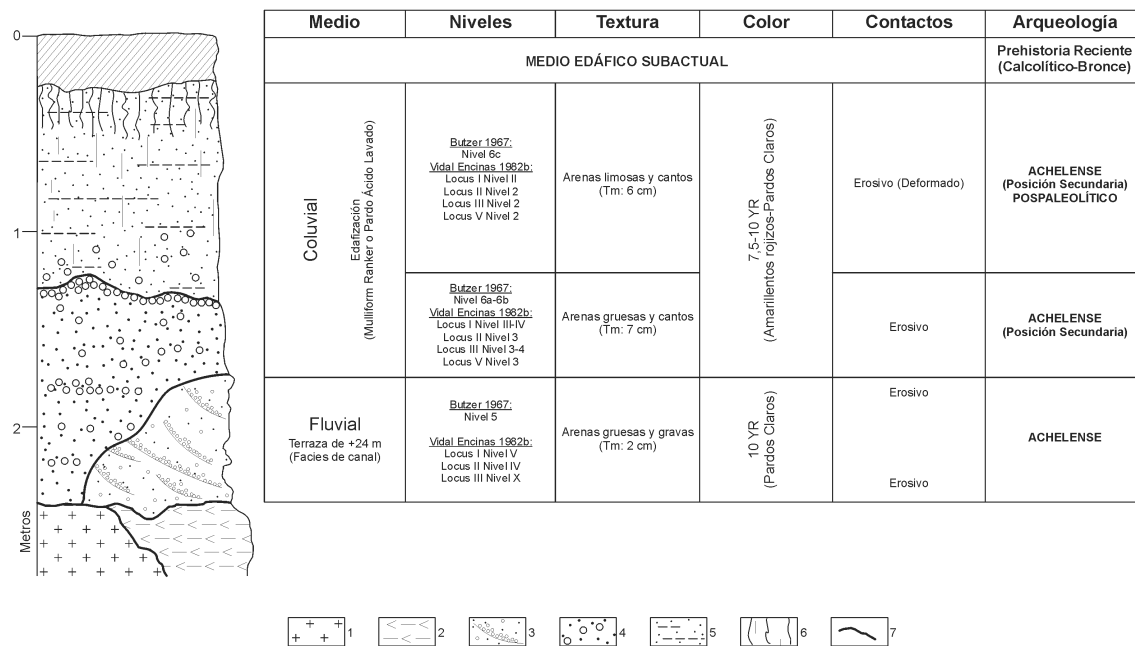 Medio Niveles Textura Color Contactos Arqueología
0
MEDIO EDÁFICO SUBACTUAL
Prehistoria Reciente
(Calcolítico-Bronce)
Coluvial
Edafización
(Mulliform Ranker o Pardo Ácido Lavado)
Butzer 1967:
Nivel 6c
Vidal Encinas 1982b:
Locus I Nivel II
Locus II Nivel 2
Locus III Nivel 2
Locus V Nivel 2
Arenas limosas y cantos
(Tm: 6 cm)
7,5-10 YR
(Amarillentos rojizos-Pardos Claros)
Erosivo (Deformado)
ACHELENSE
(Posición Secundaria)
POSPALEOLÍTICO
1
Butzer 1967:
Nivel 6a-6b
Vidal Encinas 1982b:
Locus I Nivel III-IV
Locus II Nivel 3
Locus III Nivel 3-4
Locus V Nivel 3
Arenas gruesas y cantos
(Tm: 7 cm)
Erosivo
ACHELENSE
(Posición Secundaria)
2
Fluvial
Terraza de +24 m
(Facies de canal)
Butzer 1967:
Nivel 5
Vidal Encinas 1982b:
Locus I Nivel V
Locus II Nivel IV
Locus III Nivel X
Arenas gruesas y gravas
(Tm: 2 cm)
10 YR
(Pardos Claros)
Erosivo
Erosivo
ACHELENSE
Metros
1 2 3 4 5 6 7